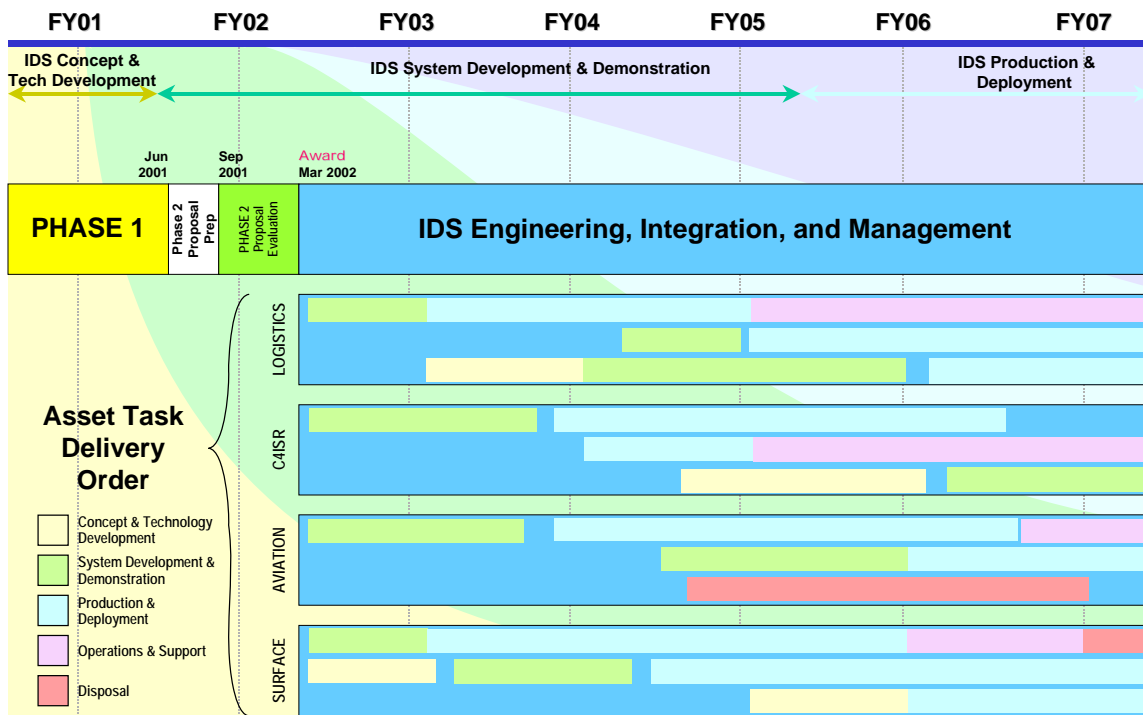 FY01 FY02 FY03 FY04 FY05 FY06 FY07
IDS Concept &
Tech Development
IDS System Development & Demonstration
IDS Production &
Deployment
Jun
2001
Sep
2001
Award
Mar 2002
PHASE 1
Phase 2
Proposal
Prep
PHASE 2
Proposal
Evaluation
IDS Engineering, Integration, and Management
LOGISTICS
C4ISR
AVIATION
SURFACE
Asset Task
Delivery
Order
Concept & Technology
Development
System Development &
Demonstration
Production &
Deployment
Operations & Support
Disposal